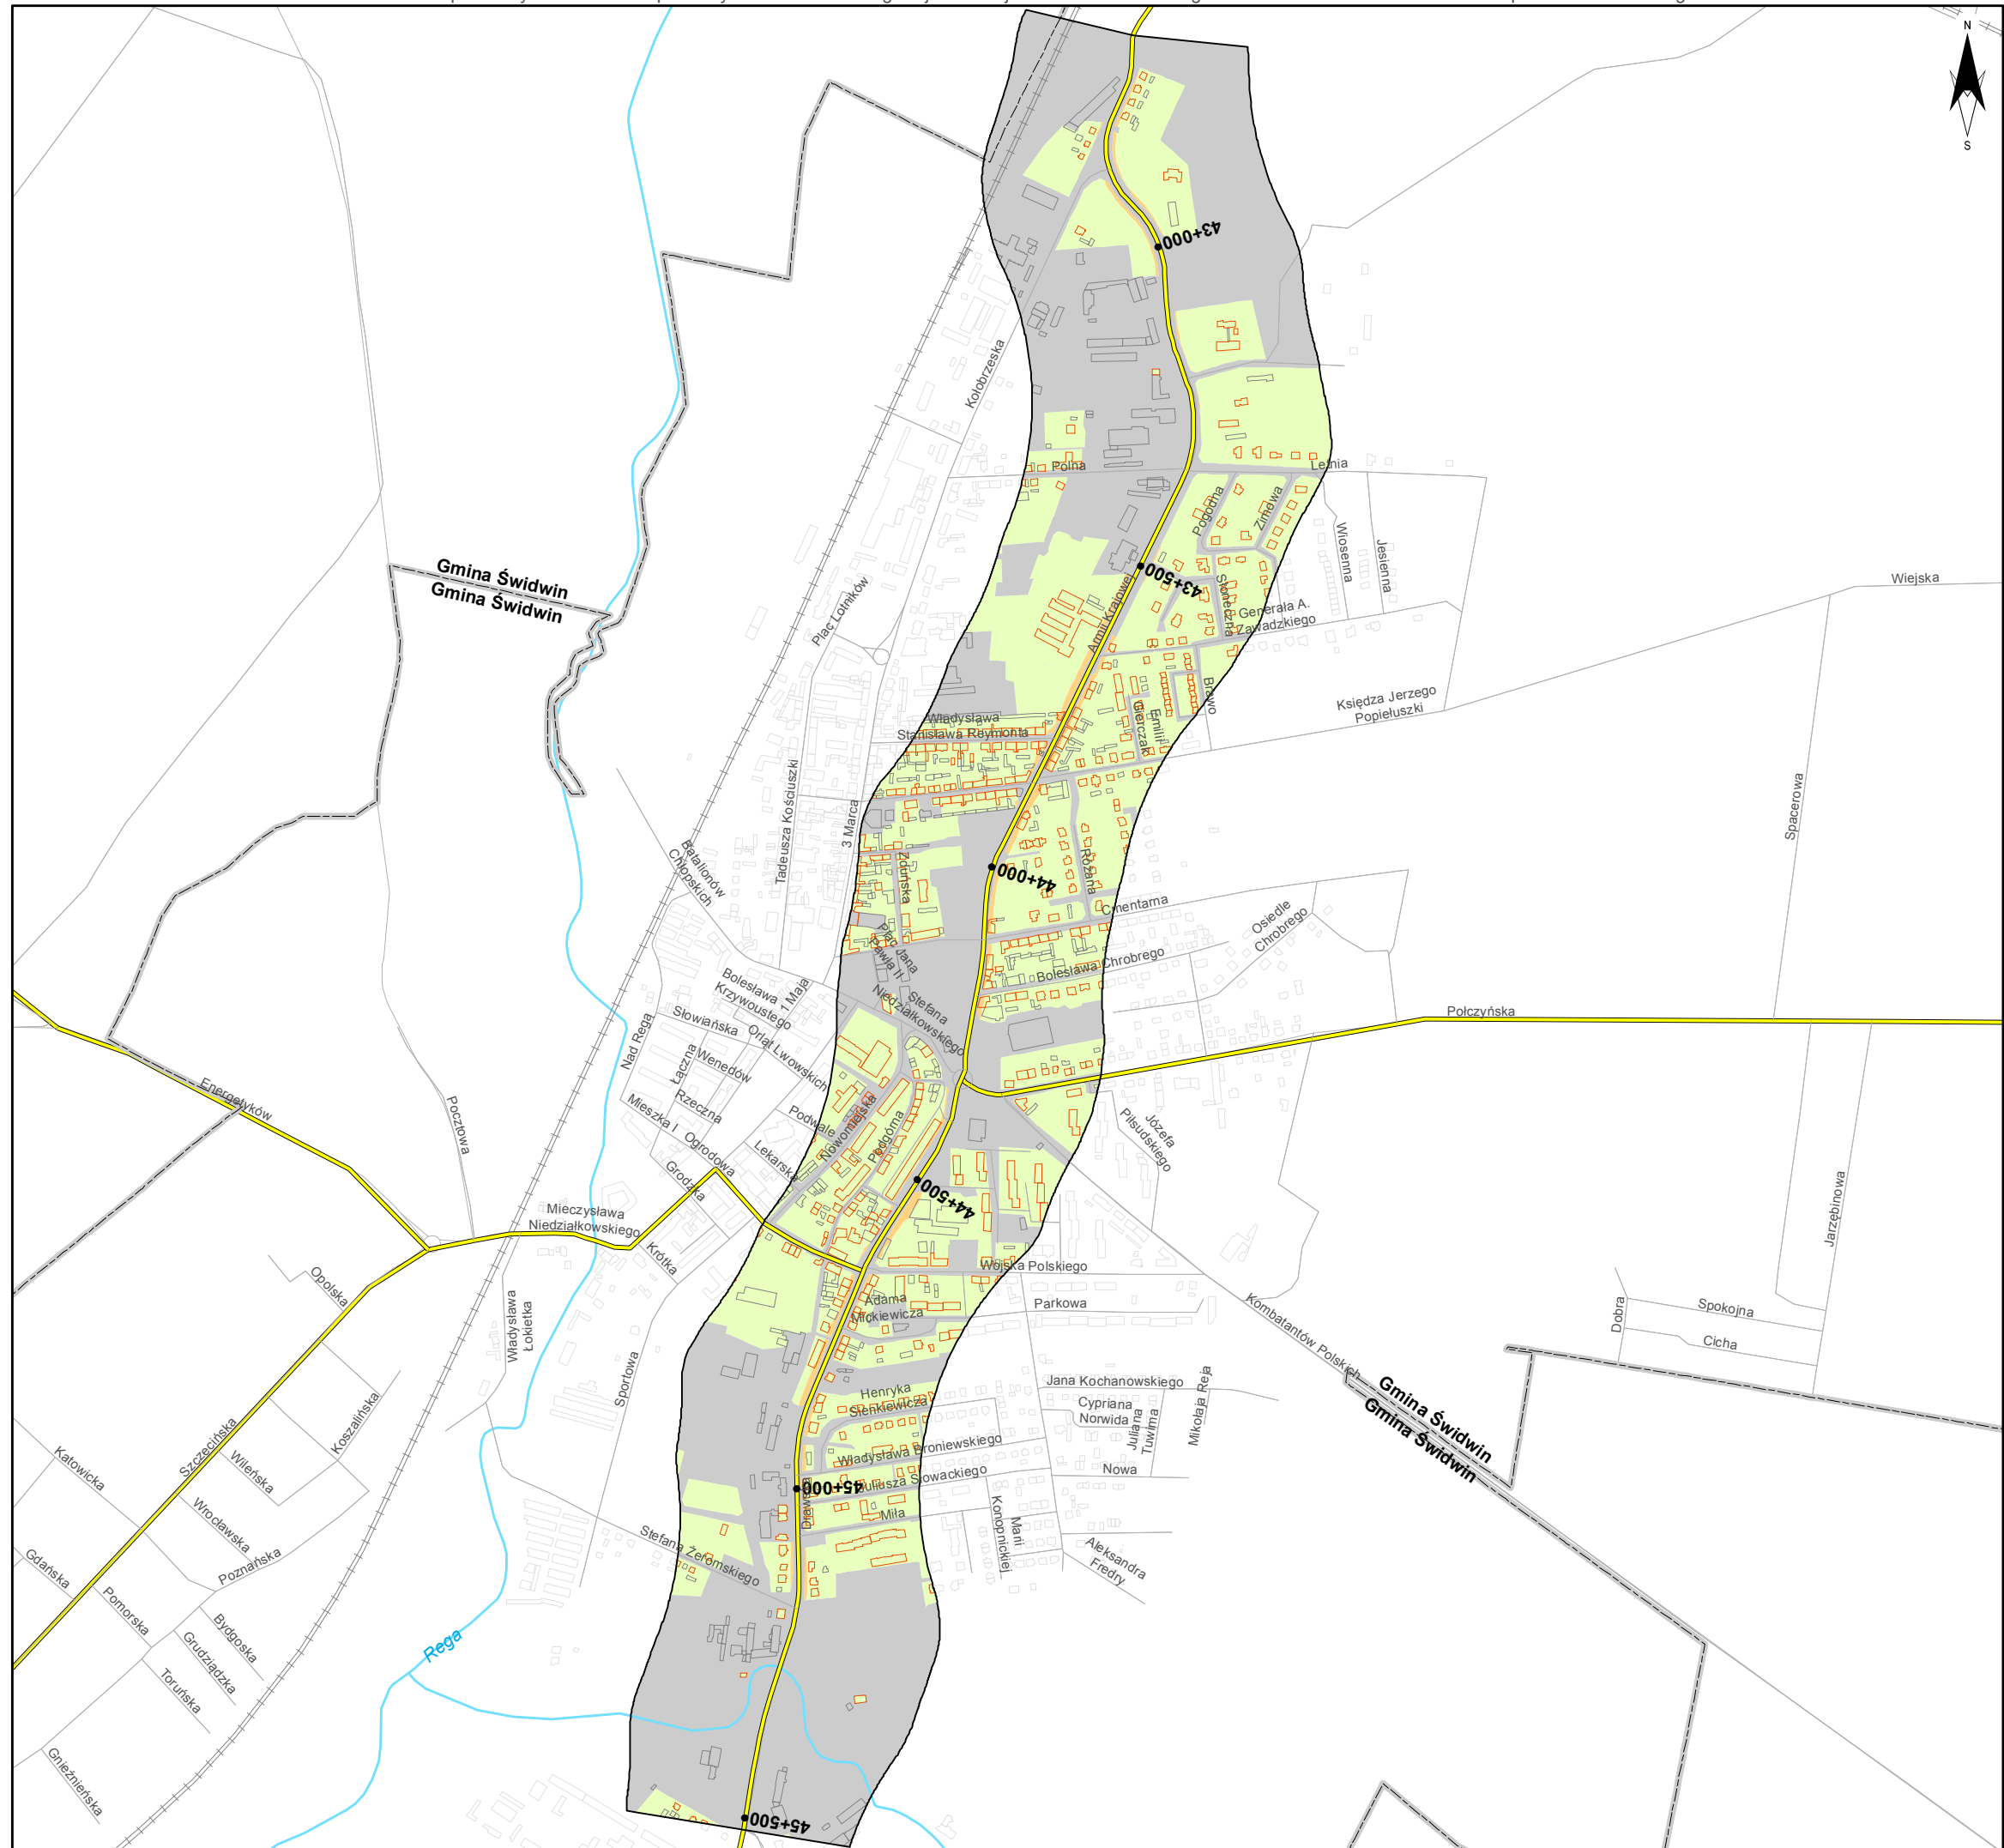 N
S
43+000
Kołobrzeska
Polna
Letnia
Pogodna
Zimowa
Wiosenna
Jesienna
Gmina Świdwin
Gmina Świdwin
43+500
Armii Krajowej
Słoneczna
Generała A.
Zawadzkiego
Wiejska
Plac Lotników
Brawo
Emilii
Gierczak
Księdza Jerzego
Popiełuszki
Władysława
Stanisława Reymonta
Tadeusza Kościuszki
3 Marca
Spacerowa
Batalionów
Chłopskich
Zduńska
44+000
Różana
Cmentarna
Osiedle
Chrobrego
Plac Jana
Pawła II
Bolesława Chrobrego
Bolesława
Krzywoustego
1 Maja
Stefana
Niedziałkowskiego
Połczyńska
Nad Regą
Słowiańska
Orląt Lwowskich
Łączna
Wenedów
Rzeczna
Mieszka I
Ogrodowa
Podwale
Nowomiejska
Podgórna
Lekarska
Grodzka
Józefa
Piłsudskiego
Energetyków
Pocztowa
44+500
Mieczysława
Niedziałkowskiego
Krótka
Jarzębinowa
Wojska Polskiego
Opolska
Władysława
Łokietka
Adama
Mickiewicza
Parkowa
Kombatantów Polskich
Dobra
Spokojna
Cicha
Sportowa
Koszalińska
Szczecińska
Wileńska
Katowicka
Wrocławska
Henryka
Sienkiewicza
Jana Kochanowskiego
Cypriana
Norwida
Juliana
Tuwima
Mikołaja Reja
Gmina Świdwin
Gmina Świdwin
Władysława Broniewskiego
Nowa
45+000
Juliusza Słowackiego
Drawska
Miła
Marii
Konopnickiej
Aleksandra
Fredry
Stefana Żeromskiego
Gdańska
Pomorska
Poznańska
Bydgoska
Grudziądzka
Toruńska
Gnieźnieńska
Rega
45+500